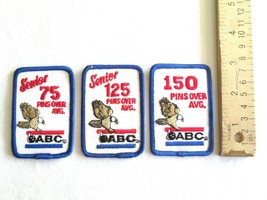 Senior
75
PINS OVER
AVG.
ABC
Senior
125
PINS OVER
AVG.
ABC
150
PINS OVER
AVG.
ABC